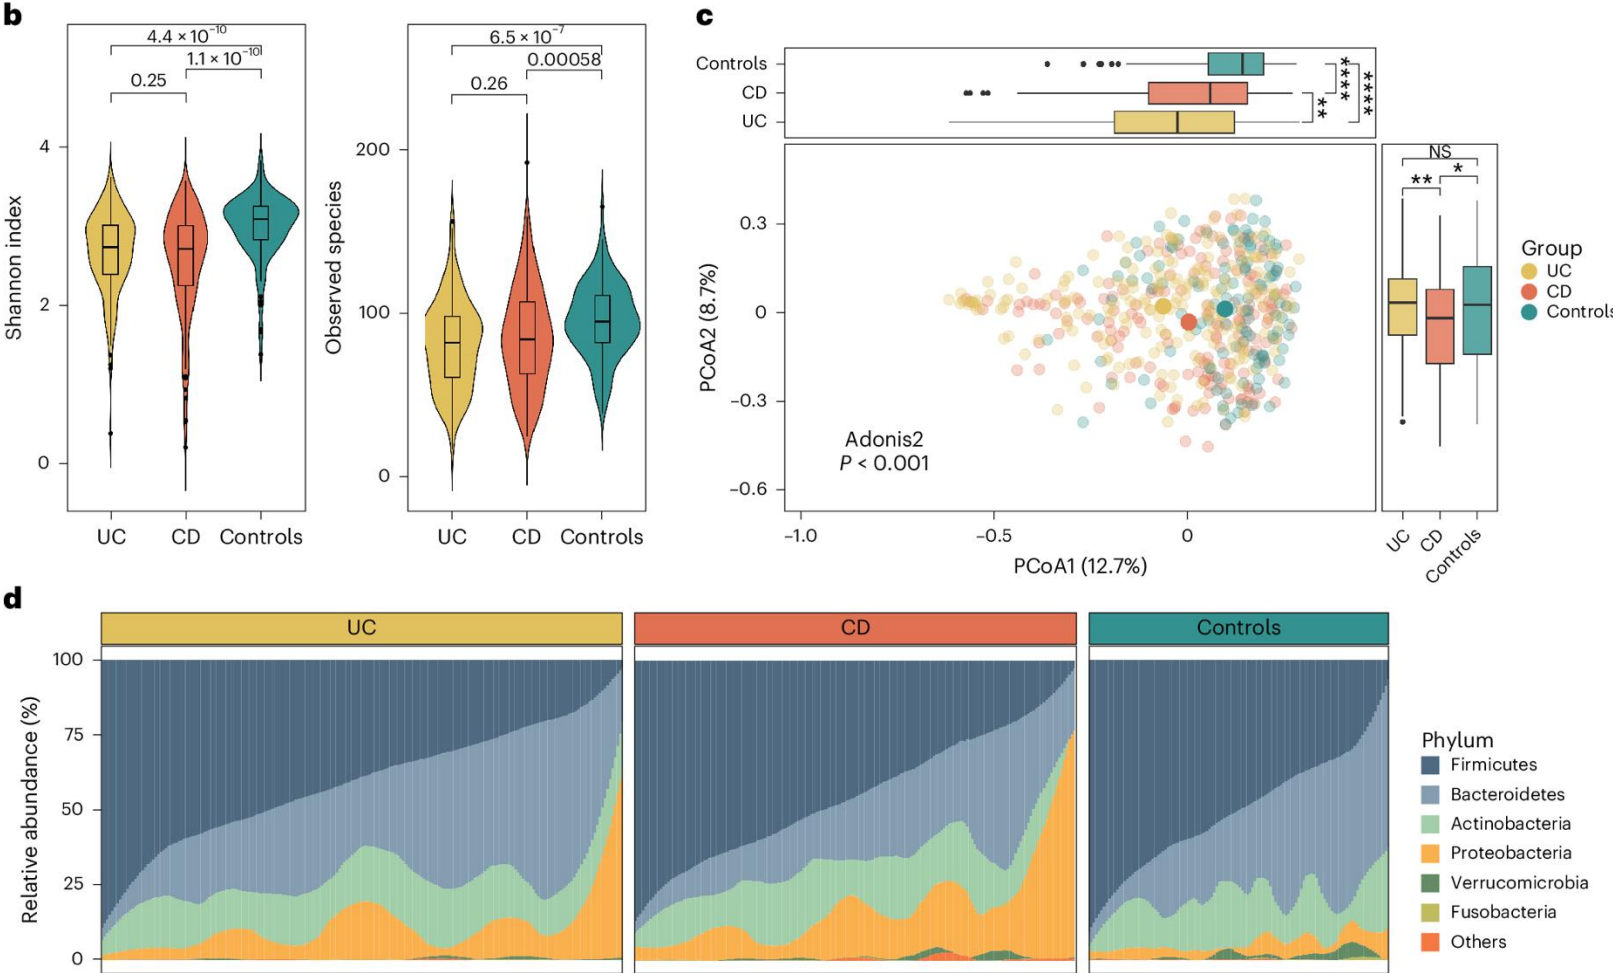 b
4.4 × 10⁻¹⁰
1.1 × 10⁻¹⁰
0.25
Shannon index
4
2
0
UC
CD
Controls
6.5 × 10⁻⁷
0.00058
0.26
Observed species
200
100
0
UC
CD
Controls
c
Controls
CD
UC
****
**
****
PCoA2 (8.7%)
0.3
0
–0.3
–0.6
Adonis2
P < 0.001
–1.0
–0.5
0
PCoA1 (12.7%)
NS
**
*
UC
CD
Controls
Group
UC
CD
Controls
d
UC
CD
Controls
Relative abundance (%)
100
75
50
25
0
Phylum
Firmicutes
Bacteroidetes
Actinobacteria
Proteobacteria
Verrucomicrobia
Fusobacteria
Others